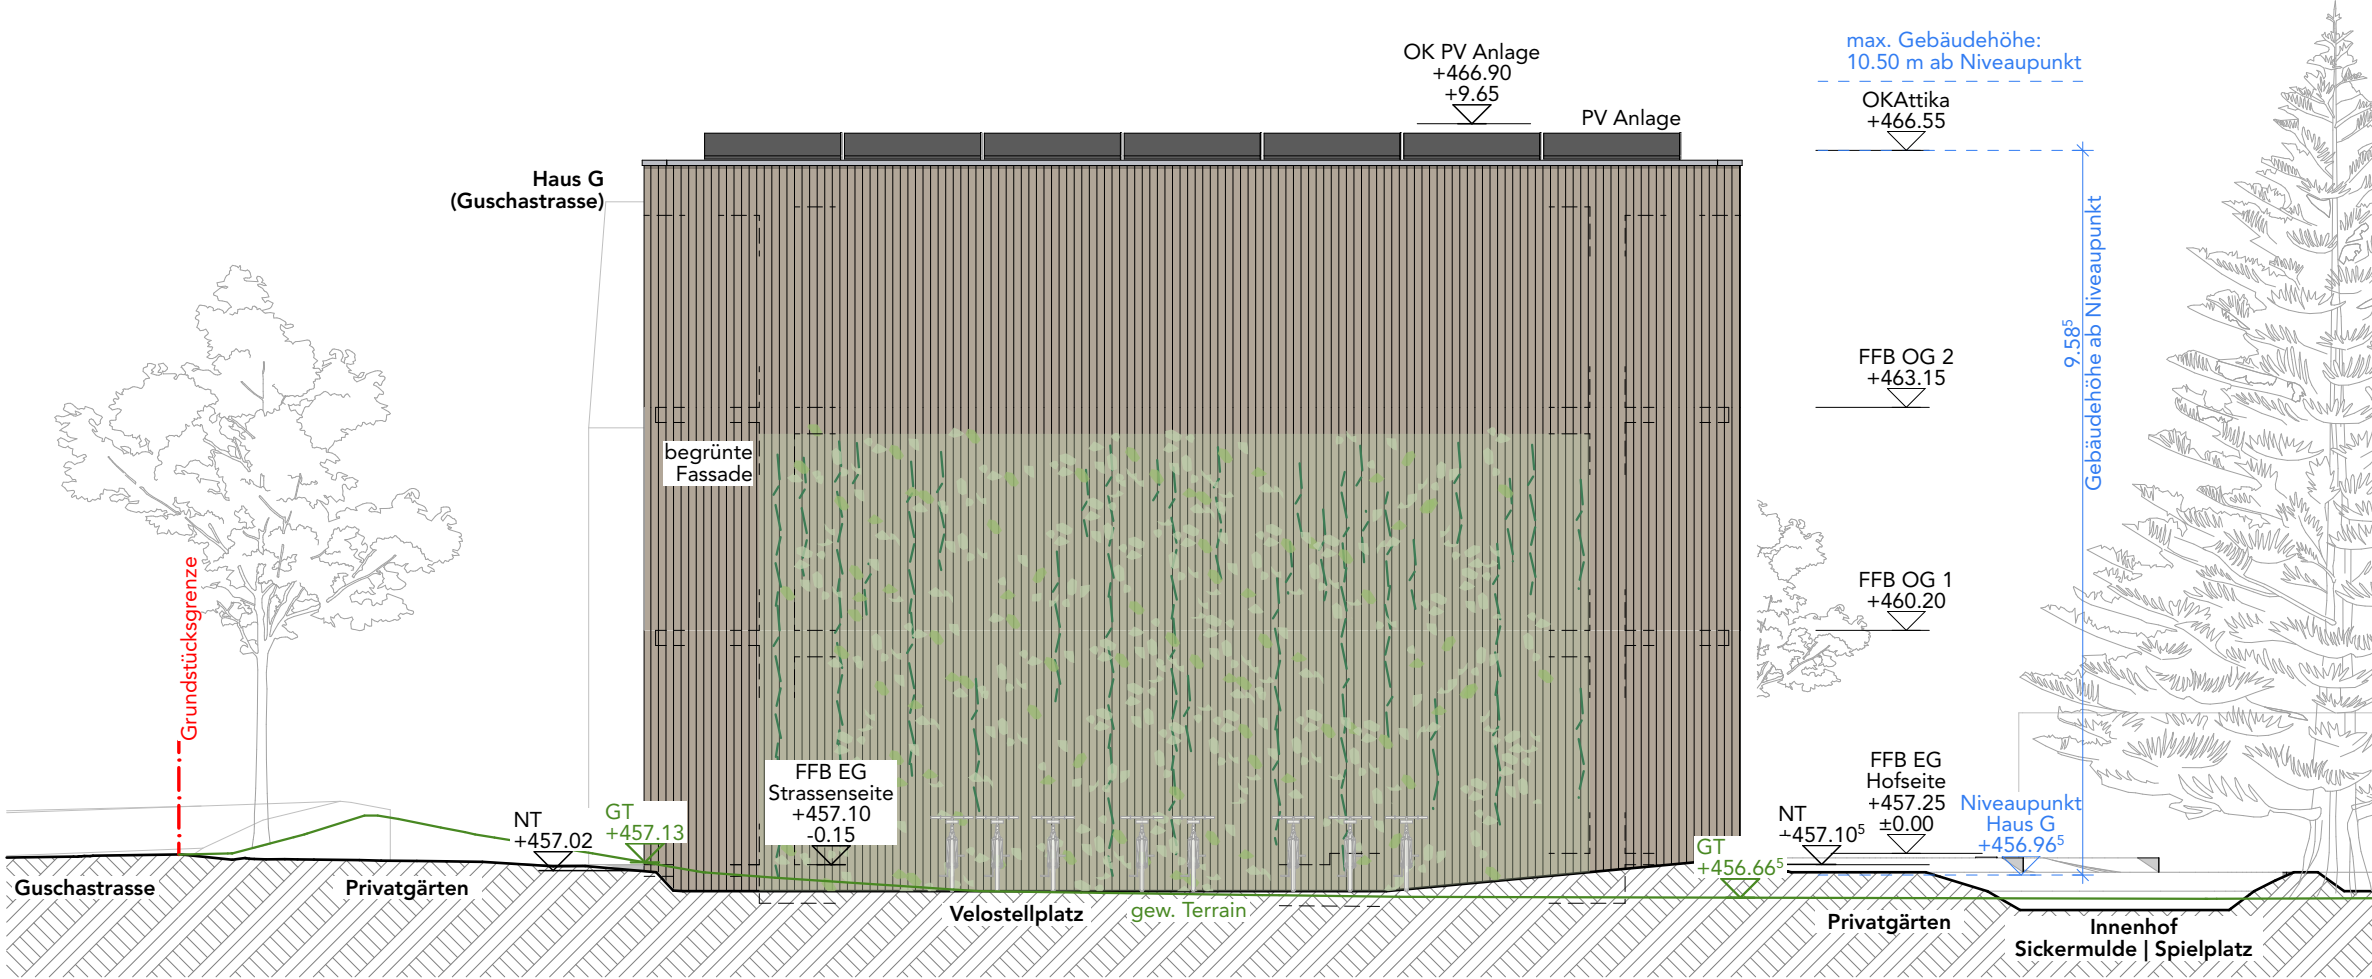 max. Gebäudehöhe:
10.50 m ab Niveaupunkt
OK PV Anlage
+466.90
+9.65
PV Anlage
OKAttika
+466.55
Haus G
(Guschastrasse)
9.58⁵
Gebäudehöhe ab Niveaupunkt
FFB OG 2
+463.15
begrünte
Fassade
Grundstücksgrenze
FFB OG 1
+460.20
FFB EG
Strassenseite
+457.10
-0.15
FFB EG
Hofseite
+457.25
±0.00
NT
+457.02
GT
+457.13
NT
+457.10⁵
Niveaupunkt
Haus G
+456.96⁵
GT
+456.66⁵
Guschastrasse
Privatgärten
Velostellplatz
gew. Terrain
Privatgärten
Innenhof
Sickermulde | Spielplatz